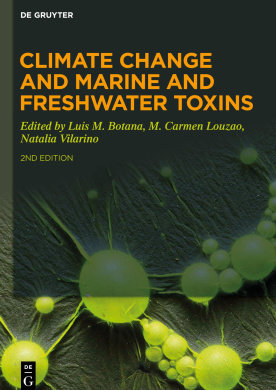 DE GRUYTER
CLIMATE CHANGE
AND MARINE AND
FRESHWATER TOXINS
Edited by Luis M. Botana, M. Carmen Louzao,
Natalia Vilarino
2ND EDITION
DE
G